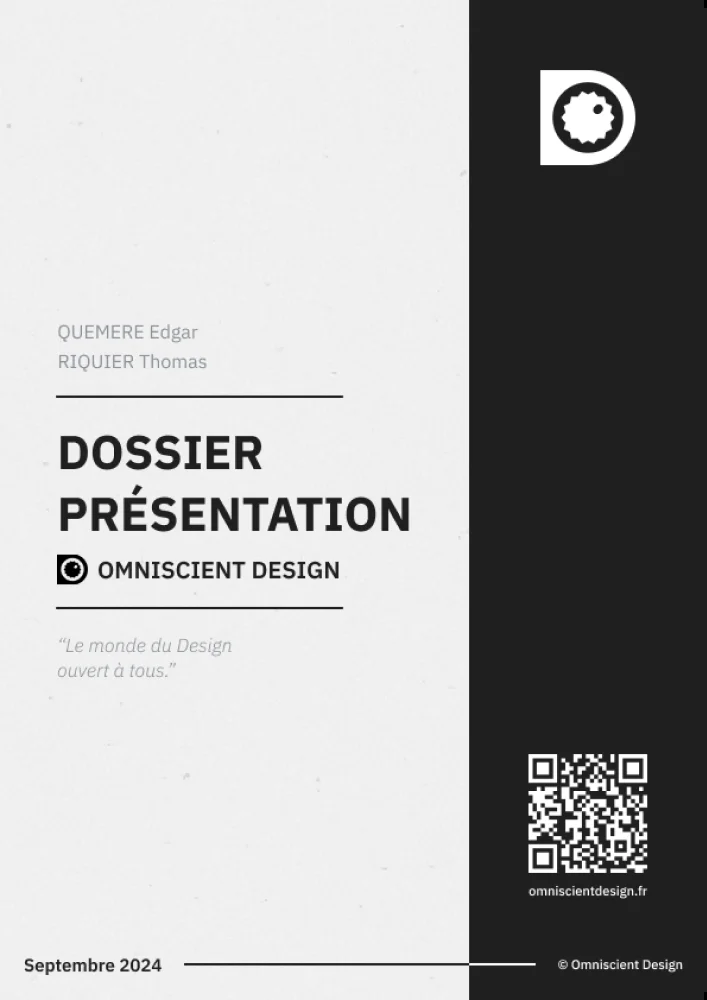 QUEMERE Edgar
RIQUIER Thomas
DOSSIER
PRÉSENTATION
OMNISCIENT DESIGN
“Le monde du Design
ouvert à tous.”
omniscientdesign.fr
Septembre 2024
© Omniscient Design